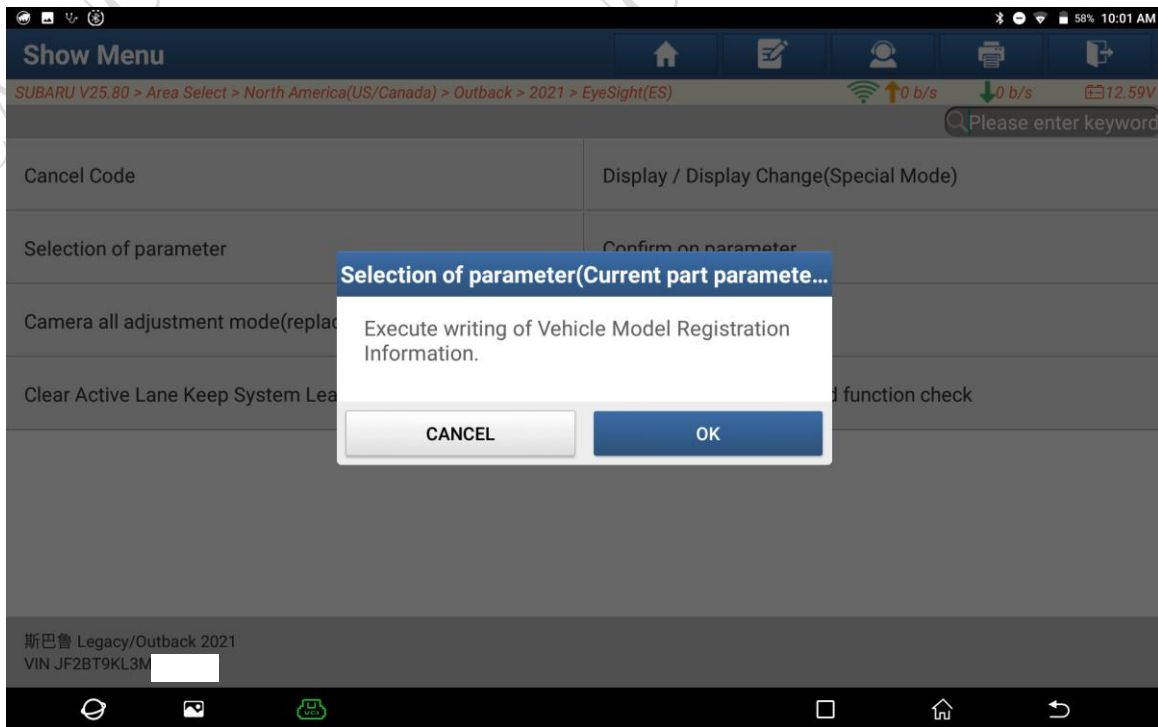 58% 10:01 AM
Show Menu
SUBARU V25.80 > Area Select > North America(US/Canada) > Outback > 2021 > EyeSight(ES)
0 b/s
0 b/s
12.59V
Please enter keyword
Cancel Code
Display / Display Change(Special Mode)
Selection of parameter
Confirm on parameter
Selection of parameter(Current part paramete...
Camera all adjustment mode(replac
Execute writing of Vehicle Model Registration
Information.
Clear Active Lane Keep System Lea
function check
CANCEL
OK
斯巴鲁 Legacy/Outback 2021
VIN JF2BT9KL3M
VCI